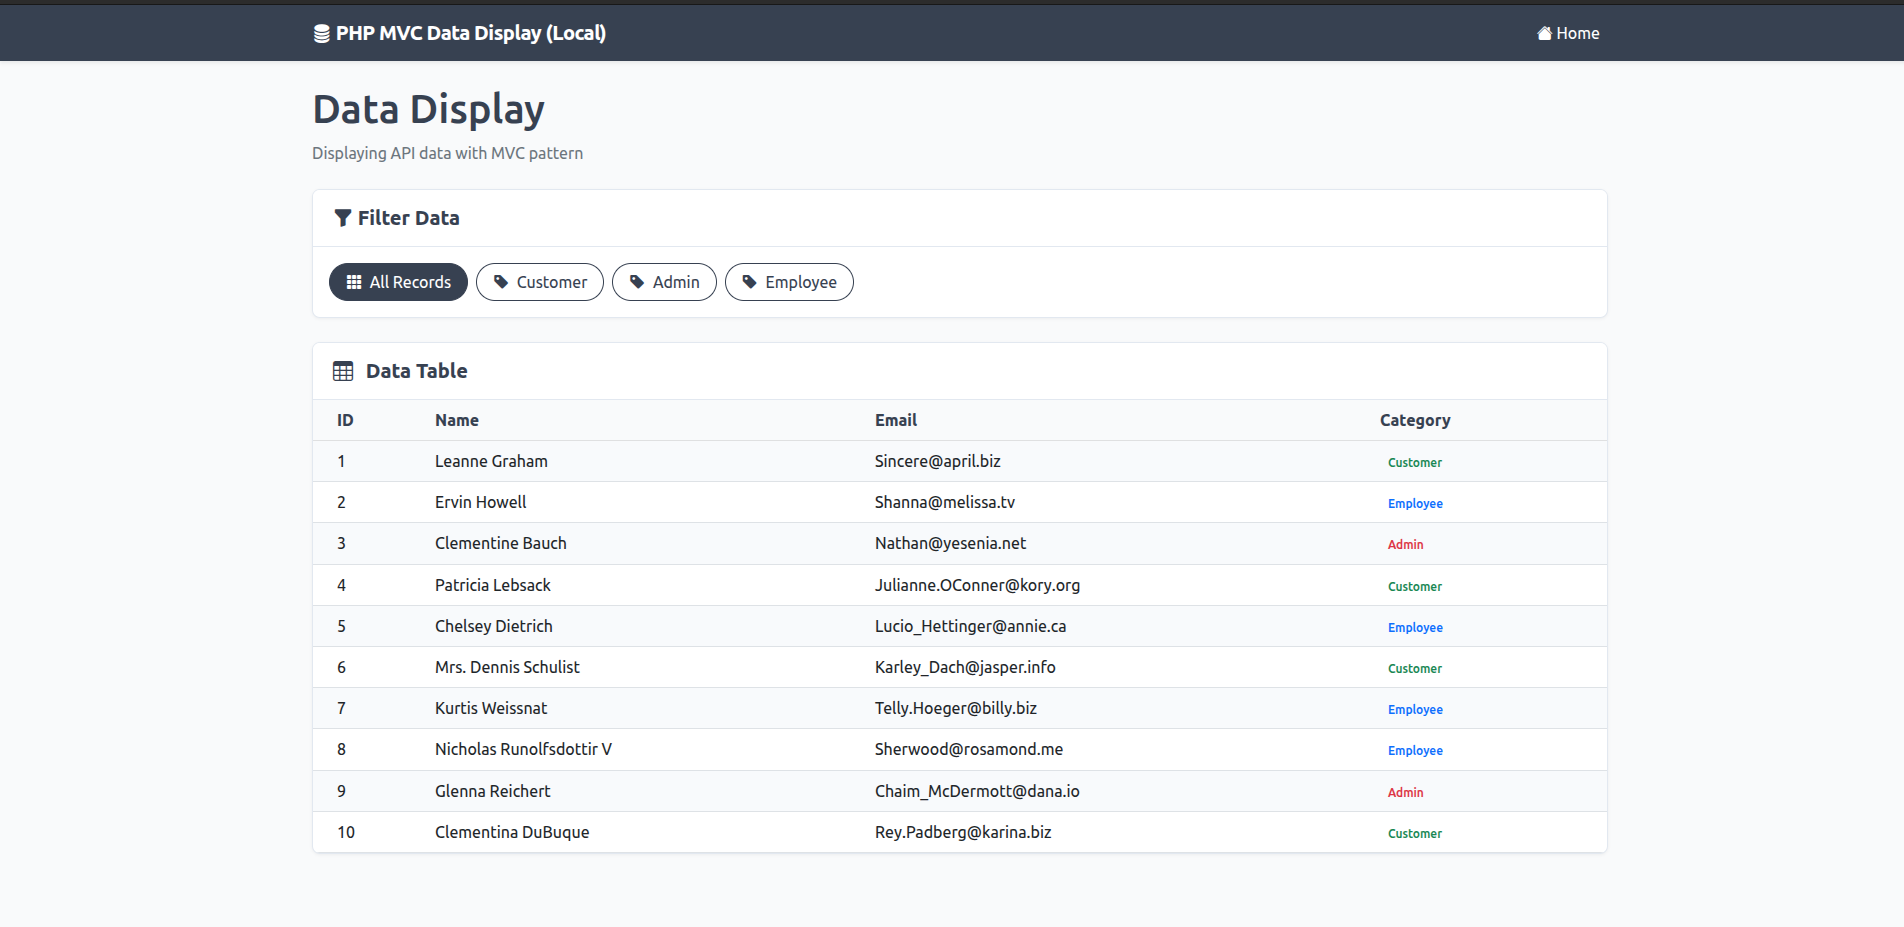 PHP MVC Data Display (Local) Home
Data Display
Displaying API data with MVC pattern
Filter Data
All Records Customer Admin Employee
Data Table
ID Name Email Category
1 Leanne Graham Sincere@april.biz Customer
2 Ervin Howell Shanna@melissa.tv Employee
3 Clementine Bauch Nathan@yesenia.net Admin
4 Patricia Lebsack Julianne.OConner@kory.org Customer
5 Chelsey Dietrich Lucio_Hettinger@annie.ca Employee
6 Mrs. Dennis Schulist Karley_Dach@jasper.info Customer
7 Kurtis Weissnat Telly.Hoeger@billy.biz Employee
8 Nicholas Runolfsdottir V Sherwood@rosamond.me Employee
9 Glenna Reichert Chaim_McDermott@dana.io Admin
10 Clementina DuBuque Rey.Padberg@karina.biz Customer